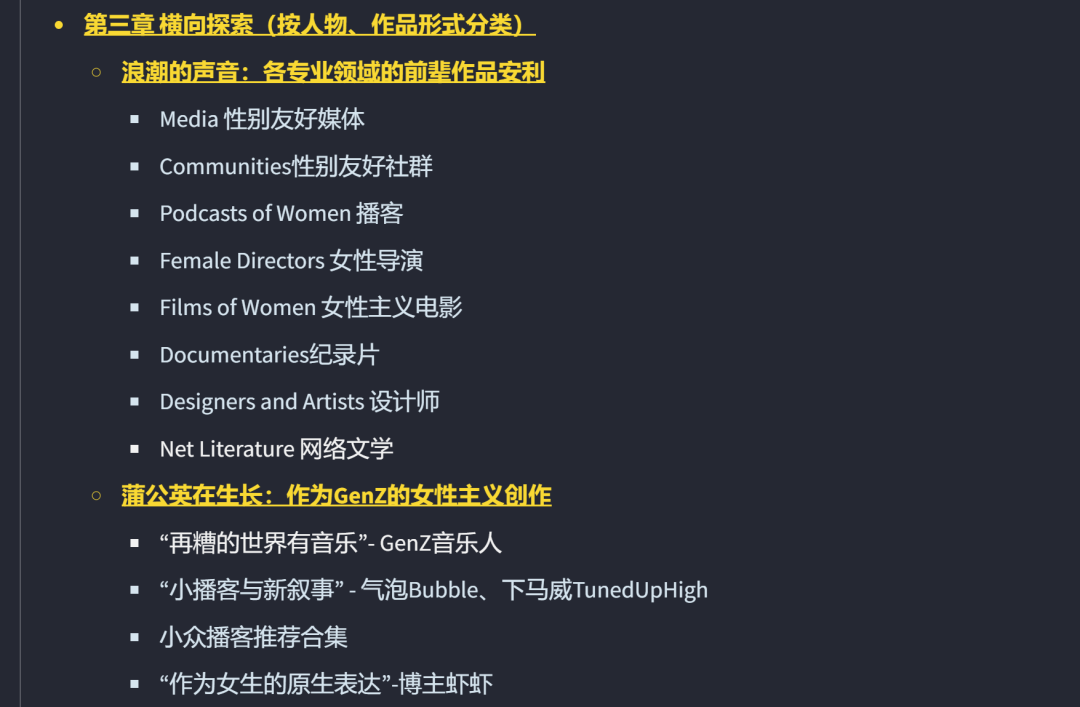 第三章 横向探索（按人物、作品形式分类）
浪潮的声音：各专业领域的前辈作品安利
Media 性别友好媒体
Communities性别友好社群
Podcasts of Women 播客
Female Directors 女性导演
Films of Women 女性主义电影
Documentaries纪录片
Designers and Artists 设计师
Net Literature 网络文学
蒲公英在生长：作为GenZ的女性主义创作
“再糟的世界有音乐”- GenZ音乐人
“小播客与新叙事” - 气泡Bubble、下马威TunedUpHigh
小众播客推荐合集
“作为女生的原生表达”-博主虾虾